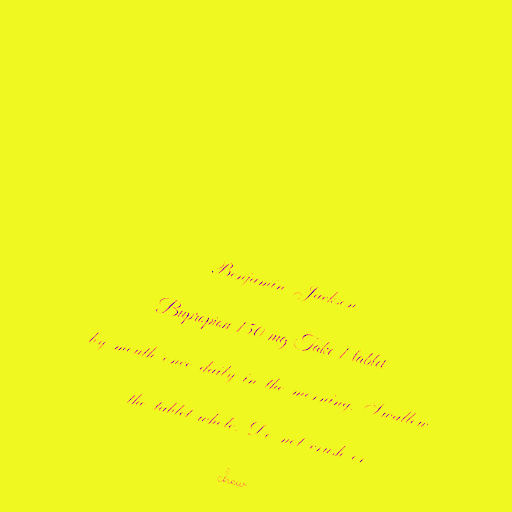 Benjamin Jackson
Bupropion 150 mg Take 1 tablet
by mouth once daily in the morning. Swallow
the tablet whole. Do not crush or
chew